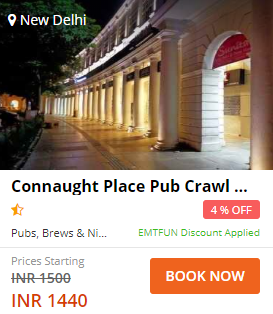 New Delhi
Connaught Place Pub Crawl ...
4 % OFF
Pubs, Brews & Ni...
EMTFUN Discount Applied
Prices Starting
INR 1500
INR 1440
BOOK NOW